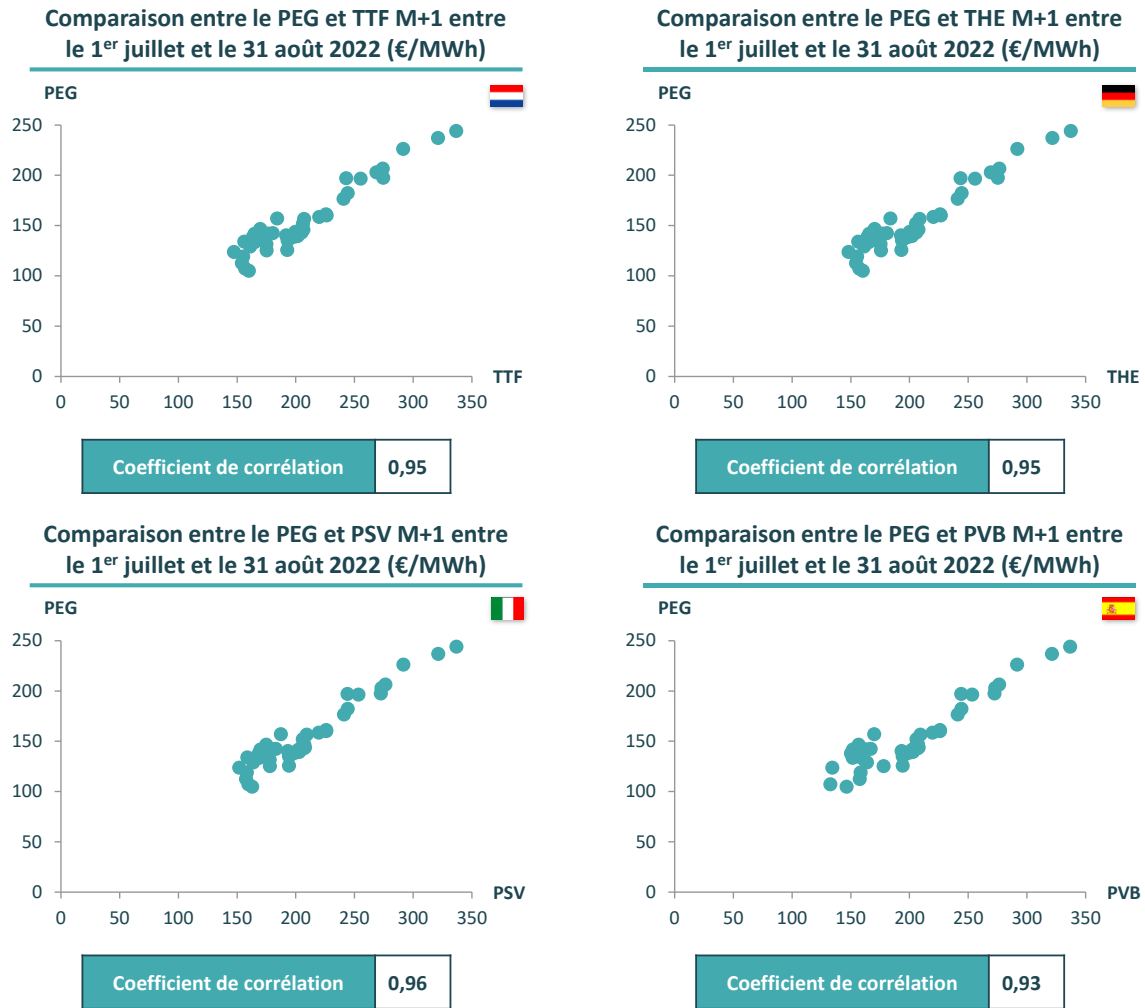 Comparaison entre le PEG et TTF M+1 entre
le 1er juillet et le 31 août 2022 (€/MWh)
PEG
250
200
150
100
50
0
TTF
0 50 100 150 200 250 300 350
Coefficient de corrélation 0,95
Comparaison entre le PEG et THE M+1 entre
le 1er juillet et le 31 août 2022 (€/MWh)
PEG
250
200
150
100
50
0
THE
0 50 100 150 200 250 300 350
Coefficient de corrélation 0,95
Comparaison entre le PEG et PSV M+1 entre
le 1er juillet et le 31 août 2022 (€/MWh)
PEG
250
200
150
100
50
0
PSV
0 50 100 150 200 250 300 350
Coefficient de corrélation 0,96
Comparaison entre le PEG et PVB M+1 entre
le 1er juillet et le 31 août 2022 (€/MWh)
PEG
250
200
150
100
50
0
PVB
0 50 100 150 200 250 300 350
Coefficient de corrélation 0,93